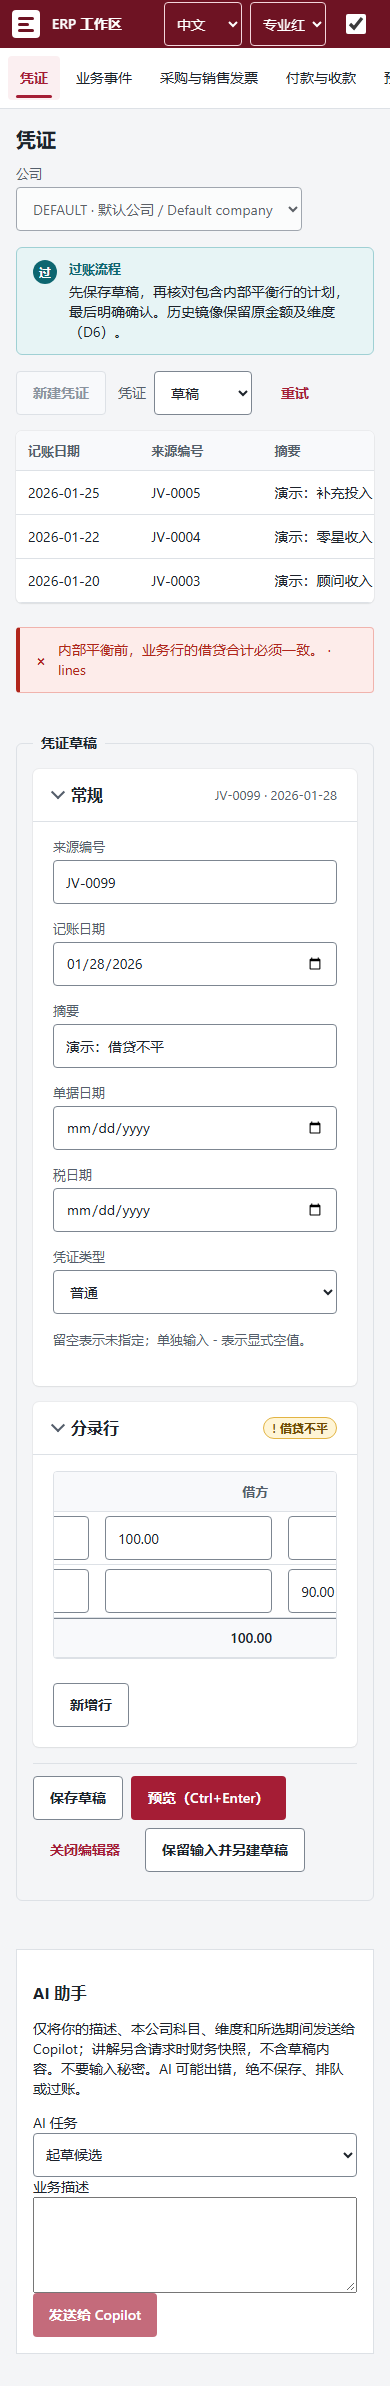 ERP 工作区
中文
专业红
凭证
业务事件
采购与销售发票
付款与收款
凭证
公司
DEFAULT · 默认公司 / Default company
过
过账流程
先保存草稿，再核对包含内部平衡行的计划，
最后明确确认。历史镜像保留原金额及维度
（D6）。
新建凭证
凭证
草稿
重试
记账日期
来源编号
摘要
2026-01-25
JV-0005
演示：补充投入
2026-01-22
JV-0004
演示：零星收入
2026-01-20
JV-0003
演示：顾问收入
× 内部平衡前，业务行的借贷合计必须一致。 ·
lines
凭证草稿
常规
JV-0099 · 2026-01-28
来源编号
JV-0099
记账日期
01/28/2026
摘要
演示：借贷不平
单据日期
mm/dd/yyyy
税日期
mm/dd/yyyy
凭证类型
普通
留空表示未指定；单独输入 - 表示显式空值。
分录行
! 借贷不平
借方
100.00
90.00
100.00
新增行
保存草稿
预览（Ctrl+Enter）
关闭编辑器
保留输入并另建草稿
AI 助手
仅将你的描述、本公司科目、维度和所选期间发送给
Copilot；讲解另含请求时财务快照，不含草稿内
容。不要输入秘密。AI 可能出错，绝不保存、排队
或过账。
AI 任务
起草候选
业务描述
发送给 Copilot